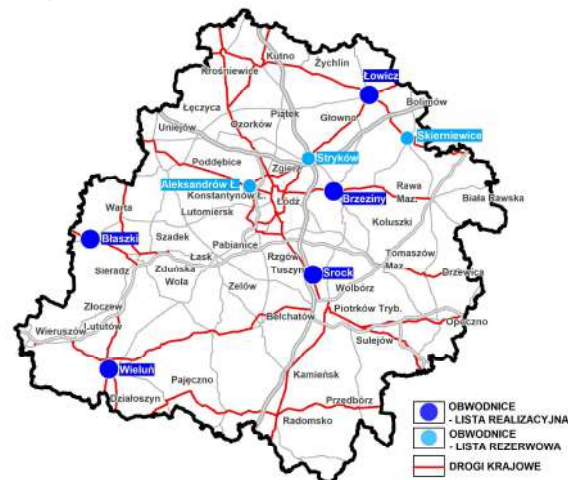 Kutno
Żychlin
Krośniewice
Łowicz
Łęczyca
Piątek
Bolimów
Ozorków
Głowno
Uniejów
Skierniewice
Stryków
Poddębice
Zgierz
Aleksandrów Ł.
Konstantynów Ł.
Łódź
Brzeziny
Rawa
Maz.
Biała Rawska
Warta
Lutomiersk
Koluszki
Błaszki
Szadek
Pabianice
Łask
Rzgów
Tomaszów
Maz.
Sieradz
Zduńska
Wola
Tuszyn
Srock
Drzewica
Zelów
Wolbórz
Złoczew
Piotrków Tryb.
Bełchatów
Opoczno
Wieruszów
Lututów
Sulejów
Wieluń
Pajęczno
Kamieńsk
Działoszyn
Przedbórz
Radomsko
OBWODNICE
- LISTA REALIZACYJNA
OBWODNICE
- LISTA REZERWOWA
DROGI KRAJOWE